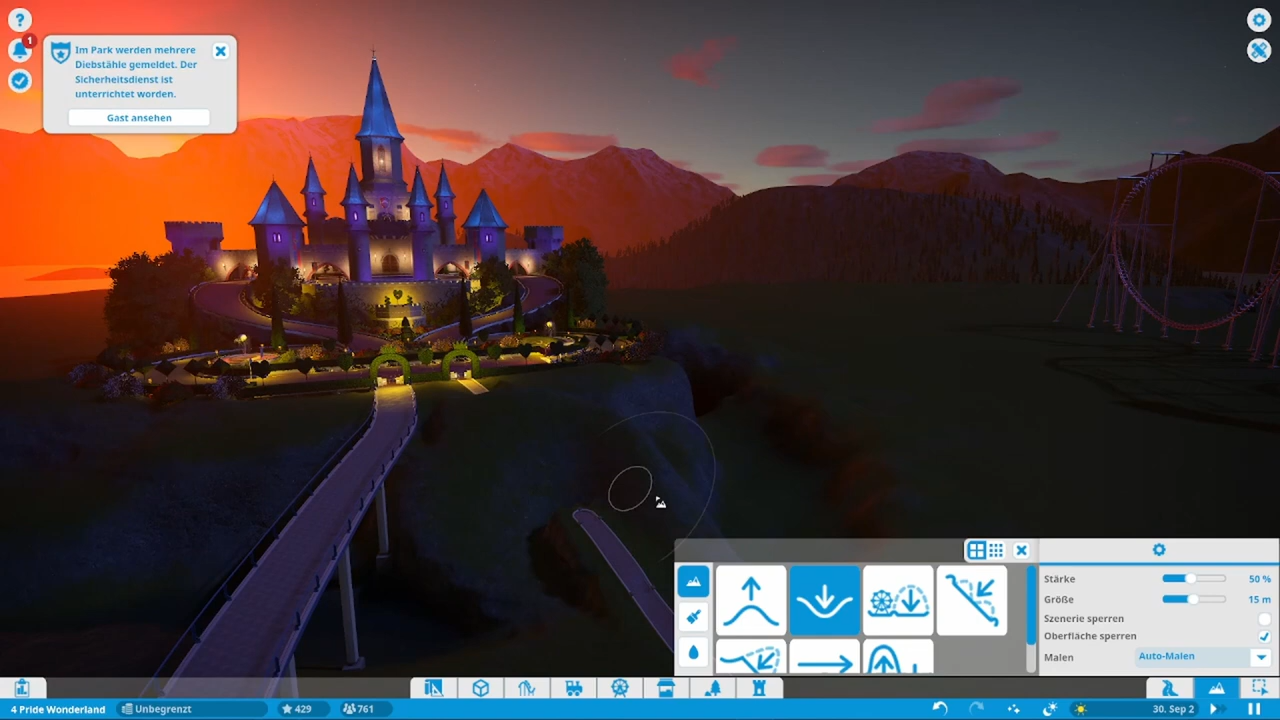 ?
1
Im Park werden mehrere
Diebstähle gemeldet. Der
Sicherheitsdienst ist
unterrichtet worden.
Gast ansehen
Stärke
50 %
Größe
15 m
Szenerie sperren
Oberfläche sperren
Malen
Auto-Malen
4 Pride Wonderland
Unbegrenzt
429
761
30. Sep 2